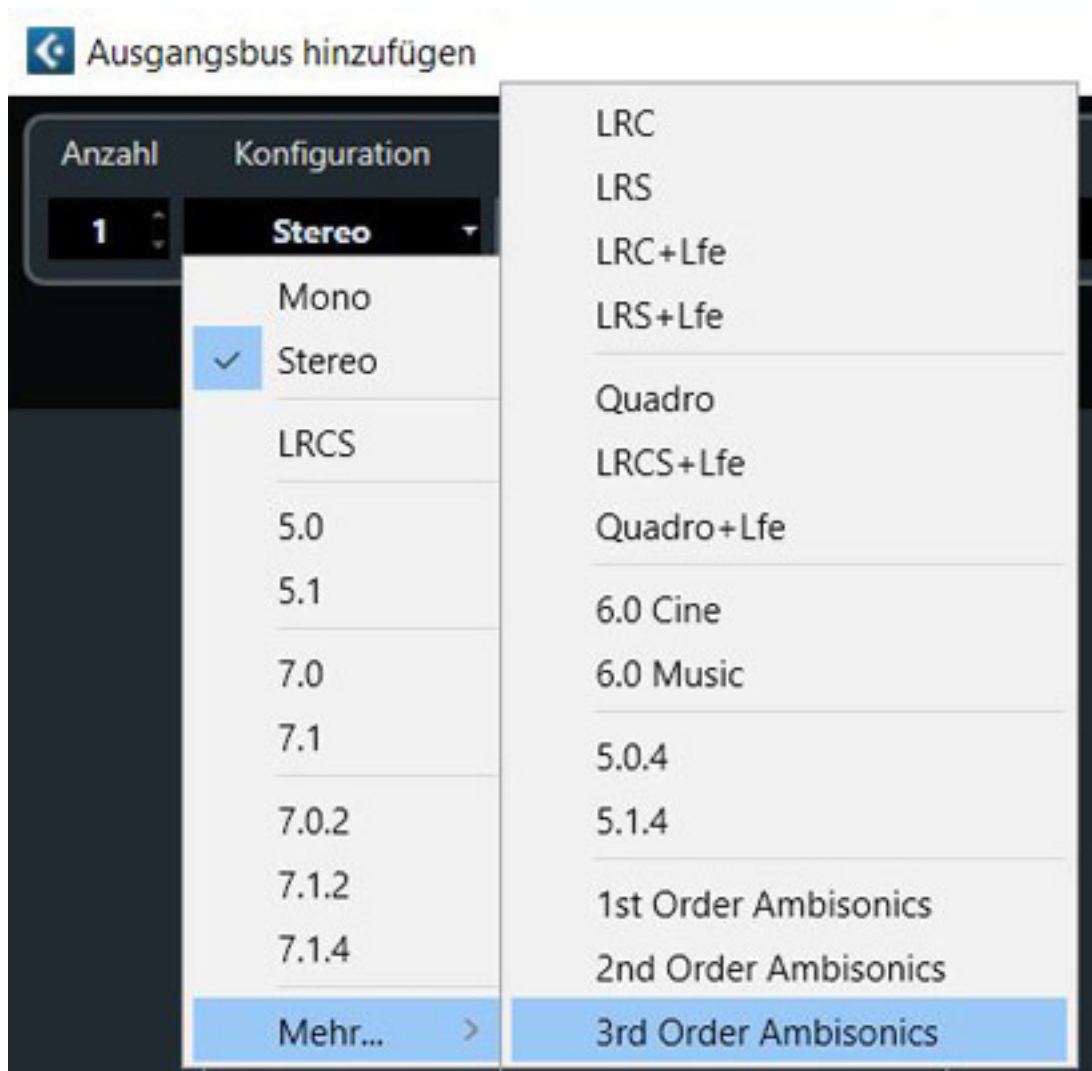 Ausgangsbus hinzufügen
Anzahl
Konfiguration
1
Stereo
Mono
Stereo
LRCS
5.0
5.1
7.0
7.1
7.0.2
7.1.2
7.1.4
Mehr...
LRC
LRS
LRC+Lfe
LRS+Lfe
Quadro
LRCS+Lfe
Quadro+Lfe
6.0 Cine
6.0 Music
5.0.4
5.1.4
1st Order Ambisonics
2nd Order Ambisonics
3rd Order Ambisonics